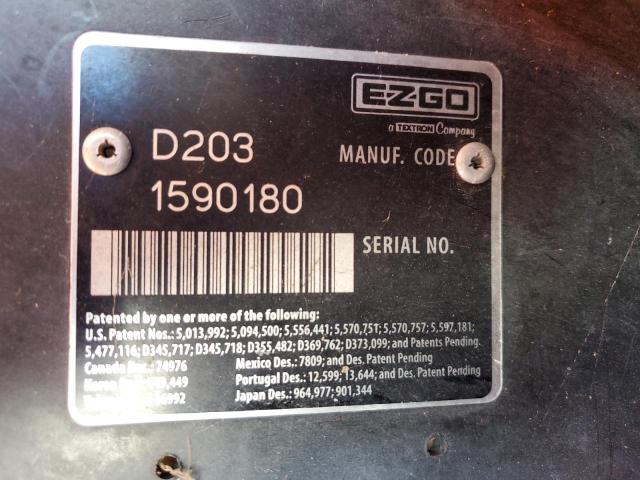 E-Z-GO
a TEXTRON Company
D203 MANUF. CODE
1590180
SERIAL NO.
Patented by one or more of the following:
U.S. Patent Nos.: 5,013,992; 5,094,500; 5,556,441; 5,570,751; 5,570,757; 5,597,181;
5,477,116; D345,717; D345,718; D355,482; D369,762; D373,099; and Patents Pending.
Canada Des.: 74976 Mexico Des.: 7809; and Des. Patent Pending
Portugal Des.: 12,599; 13,644; and Des. Patent Pending
Japan Des.: 964,977; 901,344